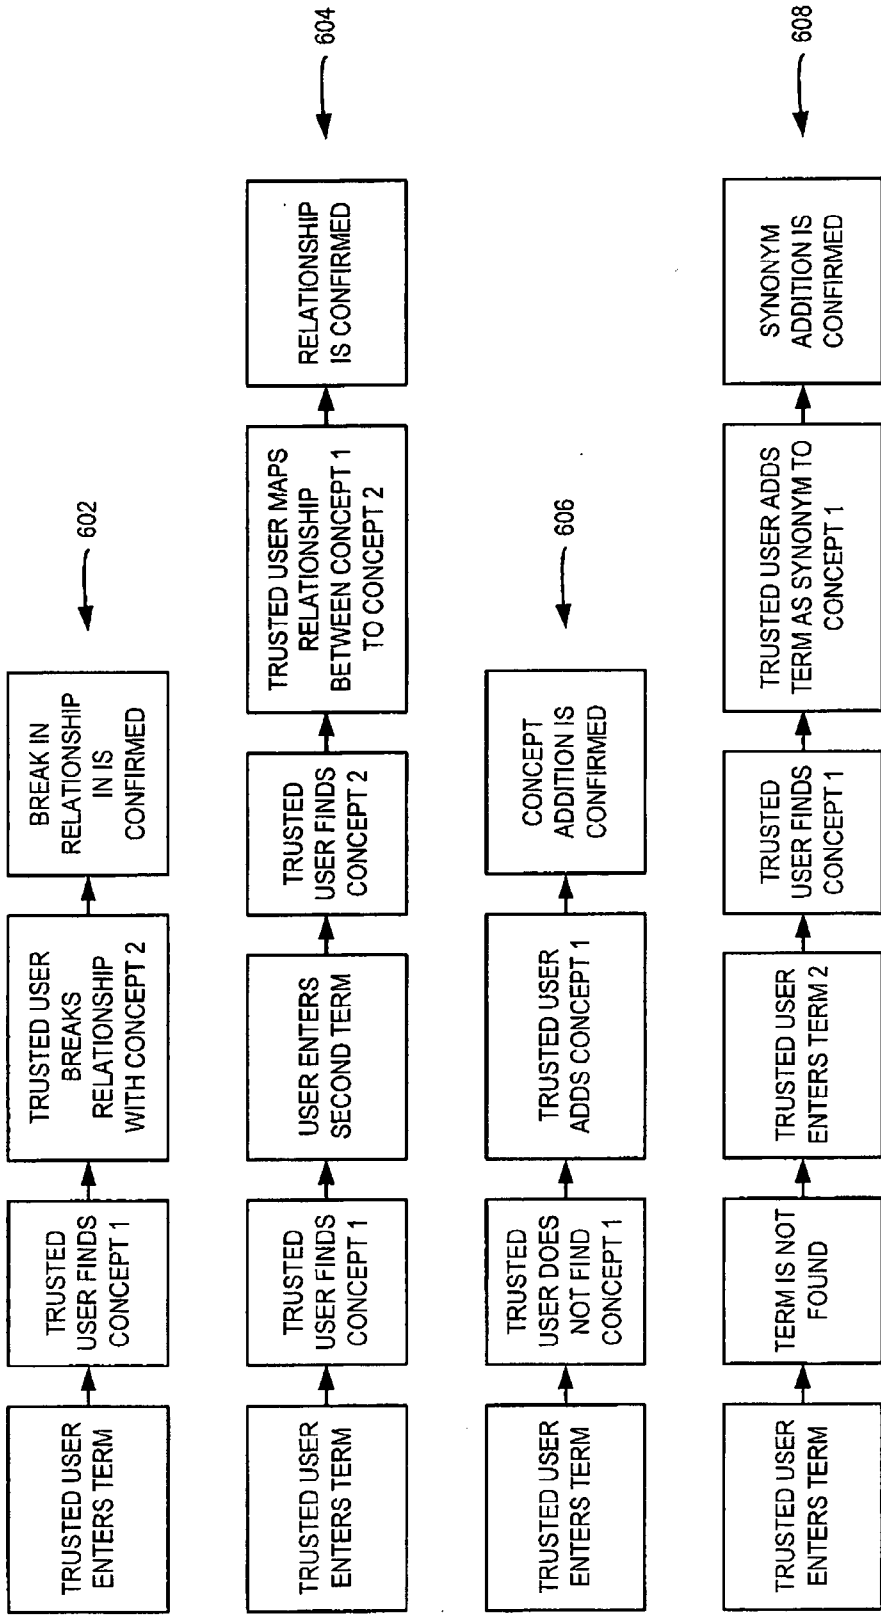 TRUSTED USER
ENTERS TERM
TRUSTED
USER FINDS
CONCEPT 1
TRUSTED USER
BREAKS
RELATIONSHIP
WITH CONCEPT 2
BREAK IN
RELATIONSHIP
IN IS
CONFIRMED
602
TRUSTED USER
ENTERS TERM
TRUSTED
USER FINDS
CONCEPT 1
USER ENTERS
SECOND TERM
TRUSTED
USER FINDS
CONCEPT 2
TRUSTED USER MAPS
RELATIONSHIP
BETWEEN CONCEPT 1
TO CONCEPT 2
RELATIONSHIP
IS CONFIRMED
604
TRUSTED USER
ENTERS TERM
TRUSTED
USER DOES
NOT FIND
CONCEPT 1
TRUSTED USER
ADDS CONCEPT 1
CONCEPT
ADDITION IS
CONFIRMED
606
TRUSTED USER
ENTERS TERM
TERM IS NOT
FOUND
TRUSTED USER
ENTERS TERM 2
TRUSTED
USER FINDS
CONCEPT 1
TRUSTED USER ADDS
TERM AS SYNONYM TO
CONCEPT 1
SYNONYM
ADDITION IS
CONFIRMED
608